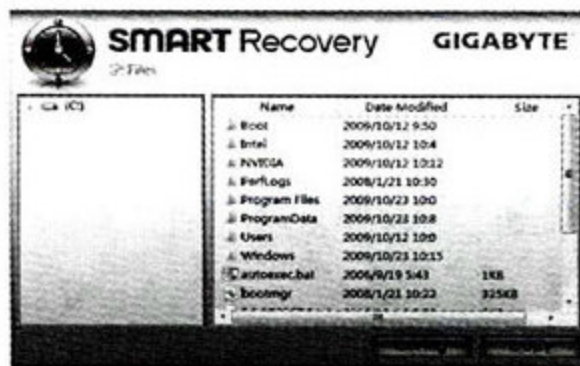 SMART Recovery GIGABYTE
Files
(C:)
Name Date Modified Size
Boot 2009/10/12 9:50
Intel 2009/10/12 10:4
NVIDIA 2009/10/12 10:12
PerfLogs 2008/1/21 10:30
Program Files 2009/10/23 10:0
ProgramData 2009/10/23 10:8
Users 2009/10/12 10:0
Windows 2009/10/23 10:15
autoexec.bat 2006/9/19 5:43 1KB
bootmgr 2008/1/21 10:22 325KB